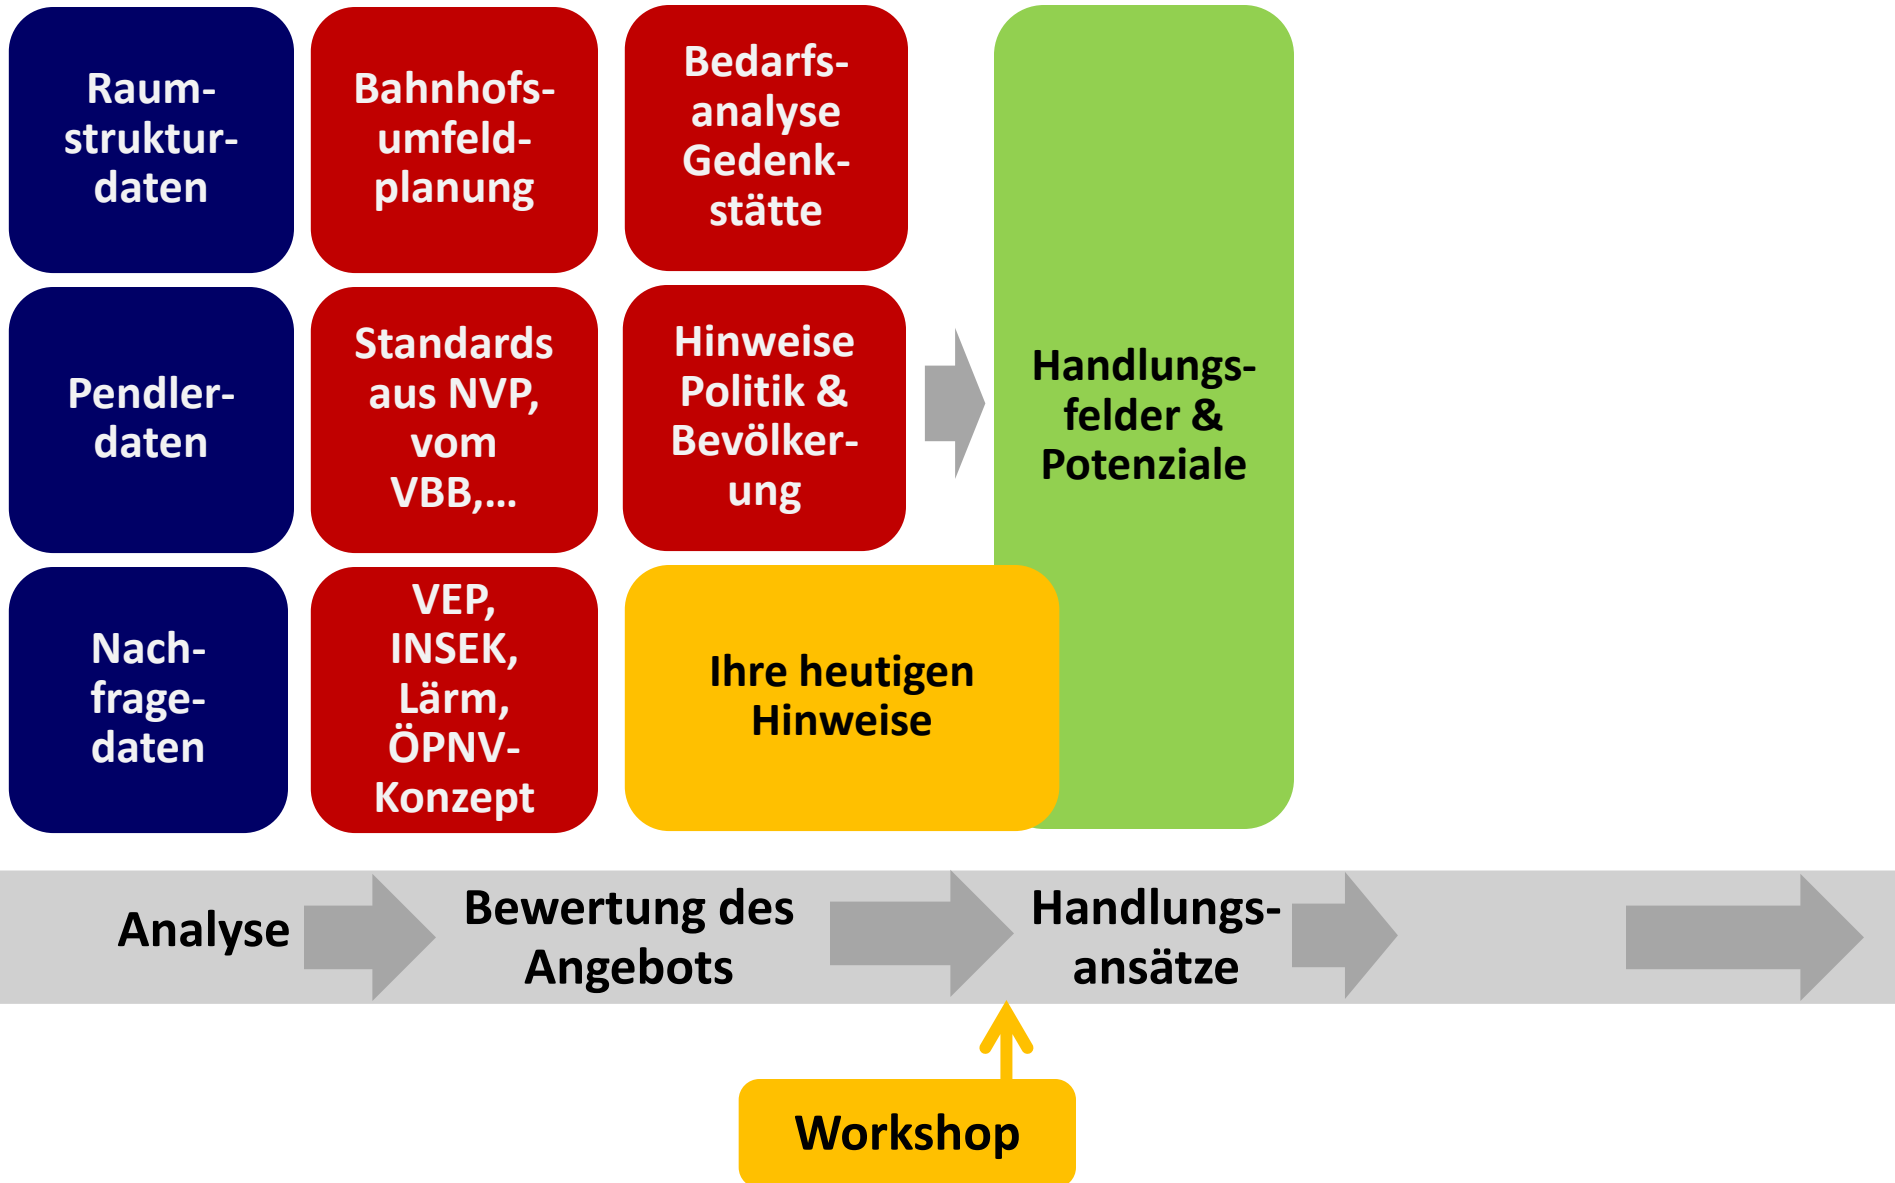 Raum-
struktur-
daten
Bahnhofs-
umfeld-
planung
Bedarfs-
analyse
Gedenk-
stätte
Pendler-
daten
Standards
aus NVP,
vom
VBB,...
Hinweise
Politik &
Bevölker-
ung
Handlungs-
felder &
Potenziale
Nach-
frage-
daten
VEP,
INSEK,
Lärm,
ÖPNV-
Konzept
Ihre heutigen
Hinweise
Analyse
Bewertung des
Angebots
Handlungs-
ansätze
Workshop